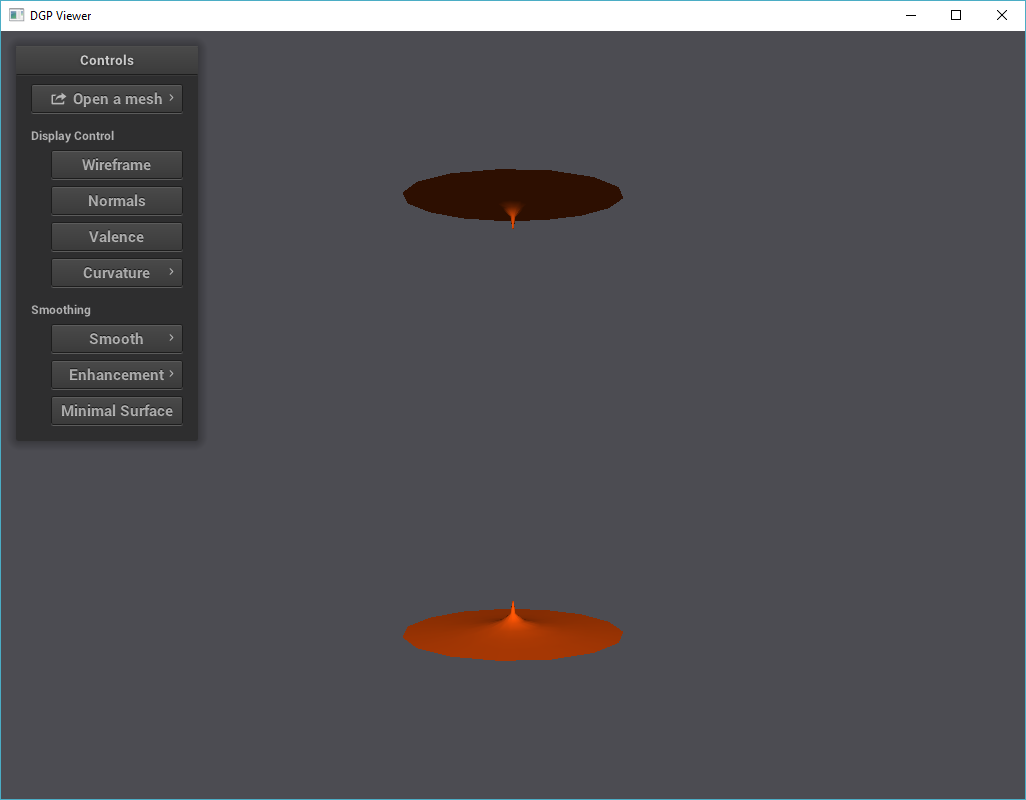 DGP Viewer
Controls
Open a mesh
Display Control
Wireframe
Normals
Valence
Curvature
Smoothing
Smooth
Enhancement
Minimal Surface